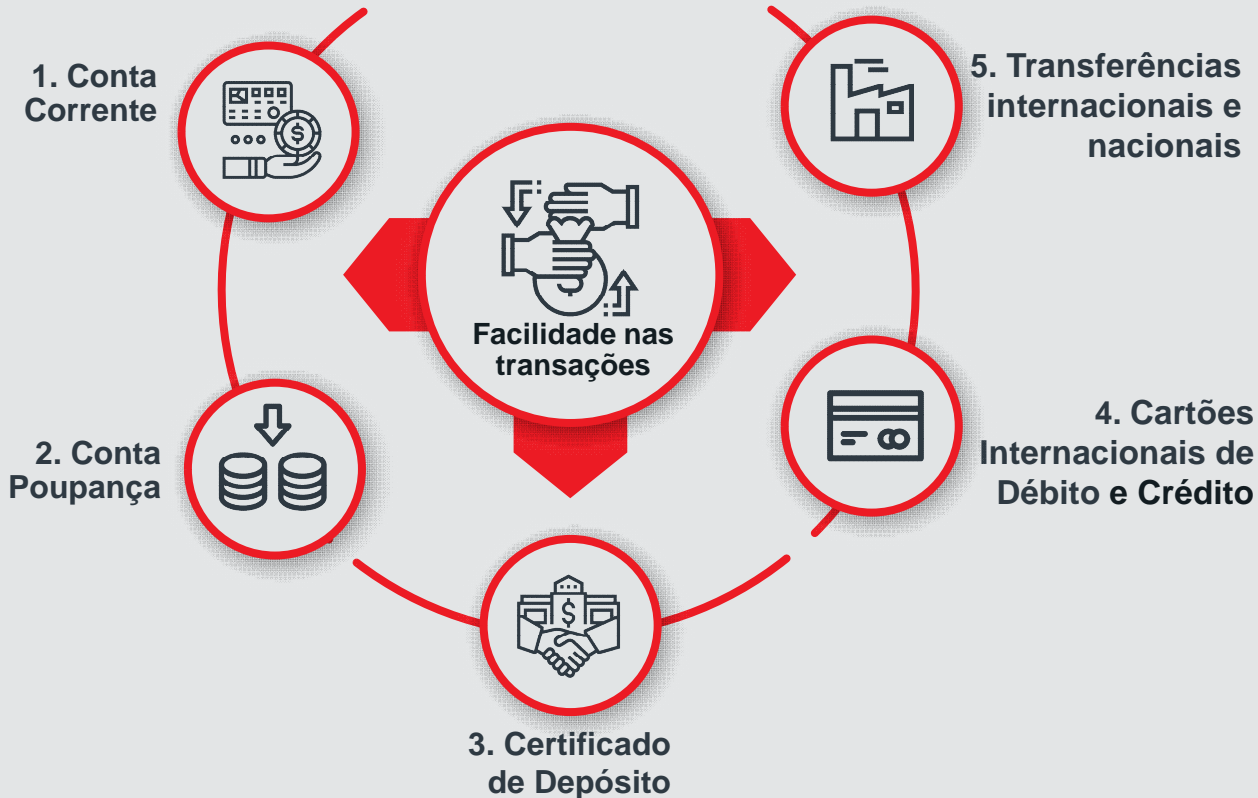 1. Conta
Corrente
2. Conta
Poupança
3. Certificado
de Depósito
4. Cartões
Internacionais de
Débito e Crédito
5. Transferências
internacionais e
nacionais
Facilidade nas
transações